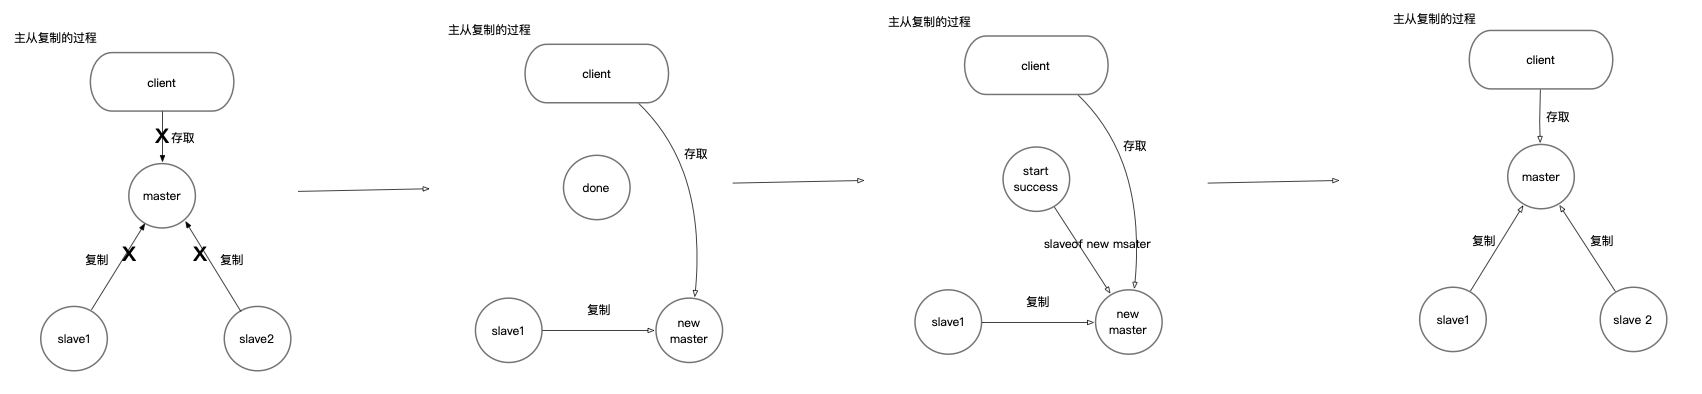 主从复制的过程
client
X
存取
master
X
X
复制
复制
slave1
slave2
主从复制的过程
client
存取
done
复制
slave1
new
master
主从复制的过程
client
存取
start
success
slaveof new msater
复制
slave1
new
master
主从复制的过程
client
存取
master
复制
复制
slave1
slave 2